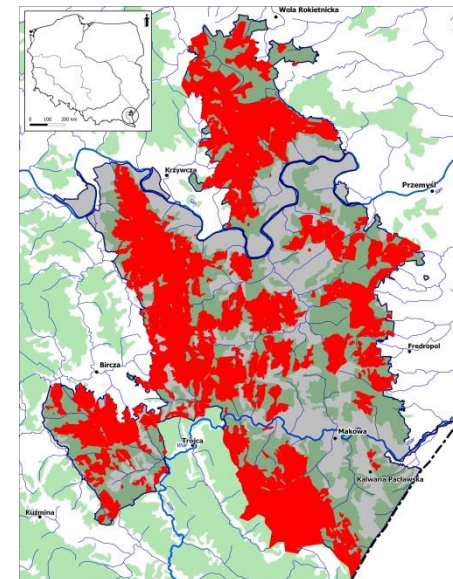 Wola Rokietnicka
0 100 200 km
Krzywcza
Przemyśl
Bircza
Fredropol
Trójca
Makowa
Kalwaria Pacławska
Kuźmina